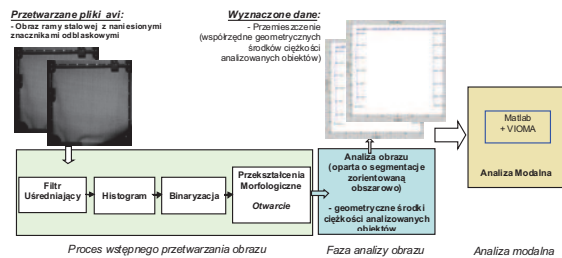 Przetwarzane pliki avi:
- Obraz ramy stalowej z naniesionymi
znacznikami odblaskowymi
Wyznaczone dane:
- Przemieszczenie
(współrzędne geometrycznych
środków ciężkości
analizowanych obiektów)
Filtr
Uśredniający
Histogram
Binaryzacja
Przekształcenia
Morfologiczne
Otwarcie
Analiza obrazu
(oparta o segmentacje
zorientowaną
obszarowo)
- geometryczne środki
ciężkości analizowanych
obiektów
Matlab
+ VIOMA
Analiza Modalna
Proces wstępnego przetwarzania obrazu
Faza analizy obrazu
Analiza modalna